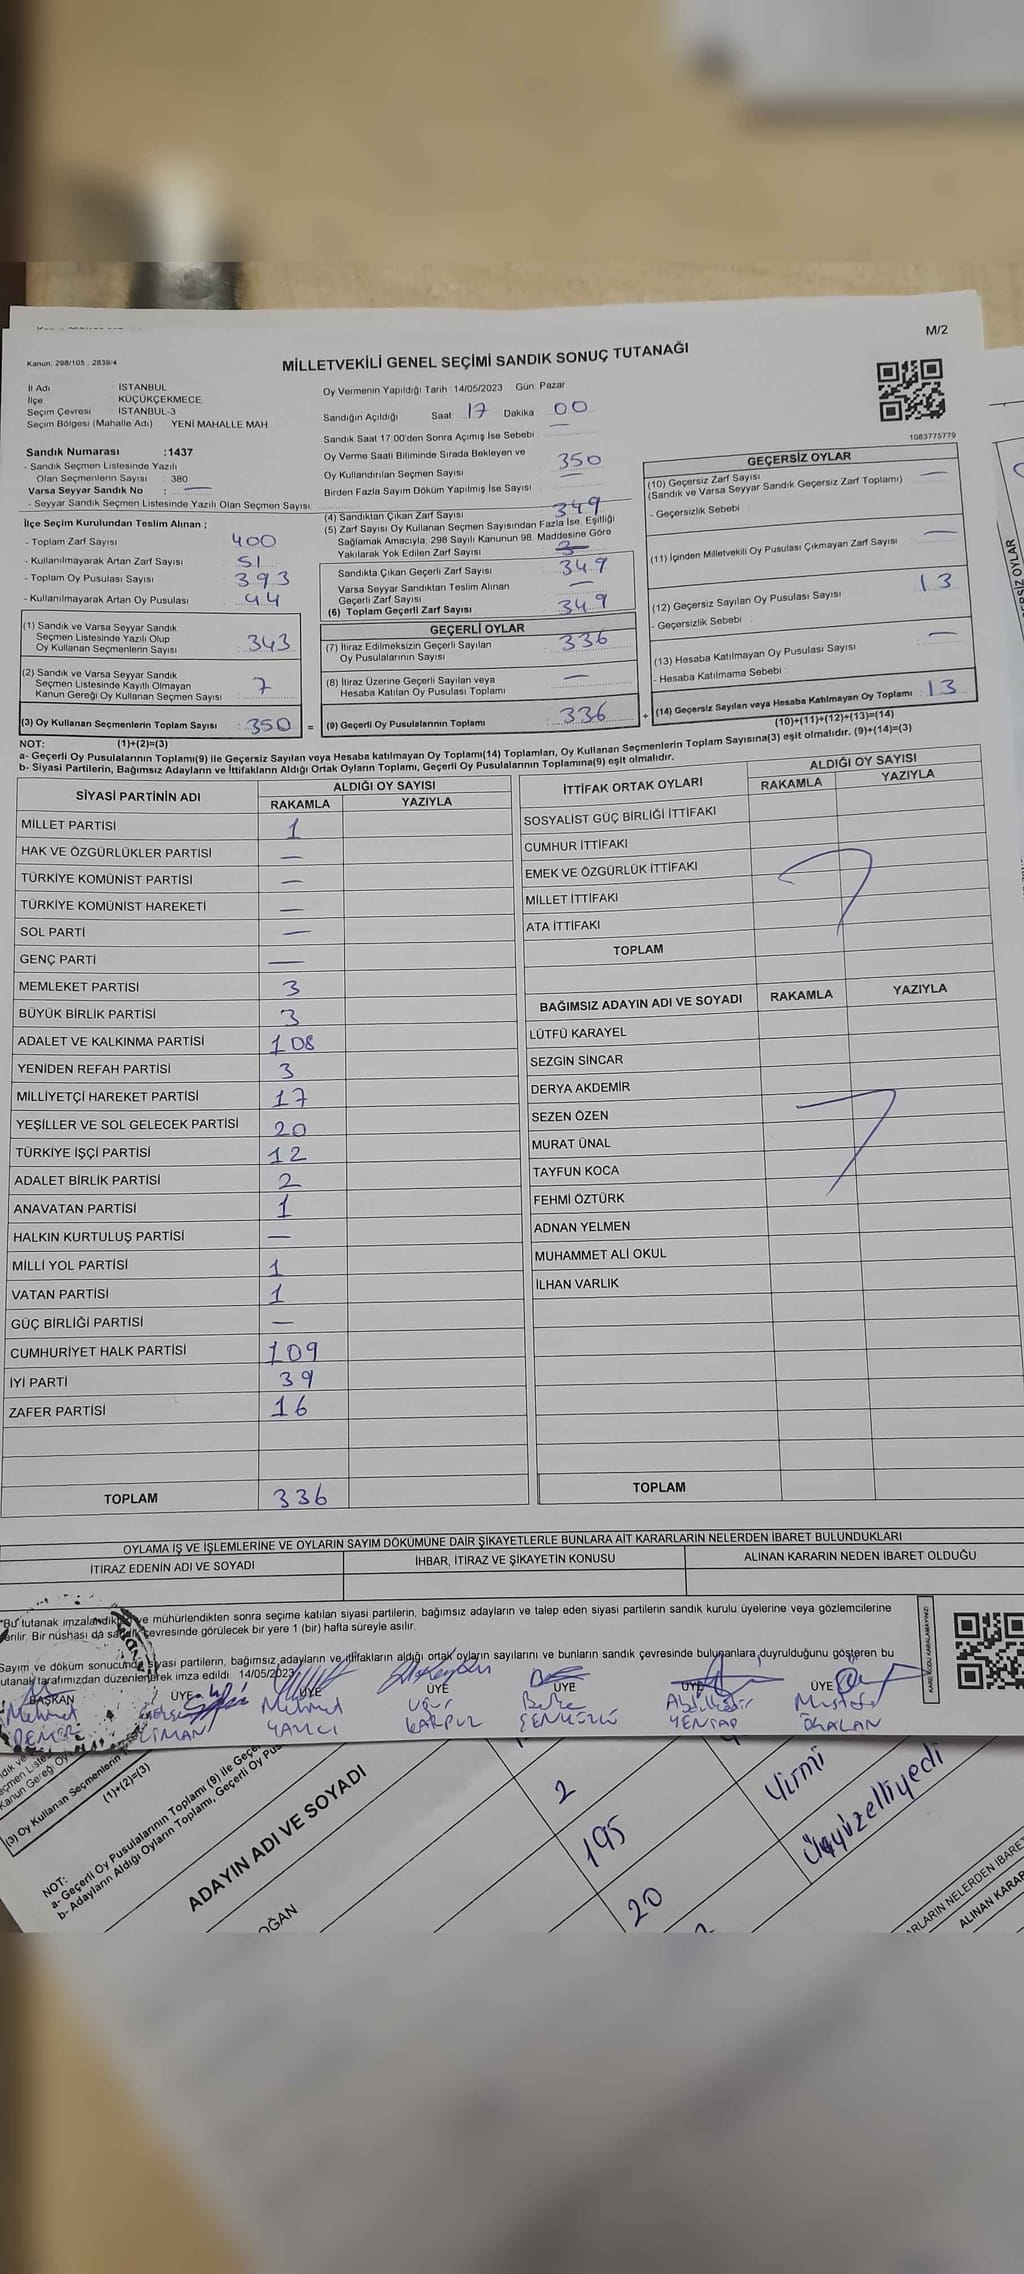 M/2
Kanun: 298/105 , 2839/4
MİLLETVEKİLİ GENEL SEÇİMİ SANDIK SONUÇ TUTANAĞI
İl Adı : İSTANBUL
İlçe : KÜÇÜKÇEKMECE
Seçim Çevresi : İSTANBUL-3
Seçim Bölgesi (Mahalle Adı) : YENİ MAHALLE MAH
Sandık Numarası :1437
- Sandık Seçmen Listesinde Yazılı
Olan Seçmenlerin Sayısı : 380
Varsa Seyyar Sandık No : —
- Seyyar Sandık Seçmen Listesinde Yazılı Olan Seçmen Sayısı:
Oy Vermenin Yapıldığı Tarih :14/05/2023 Gün: Pazar
Sandığın Açıldığı Saat: 17 Dakika : 00
Sandık Saat 17:00'den Sonra Açımış İse Sebebi : —
Oy Verme Saati Bitiminde Sırada Bekleyen ve
Oy Kullandırılan Seçmen Sayısı : 350
Birden Fazla Sayım Döküm Yapılmış İse Sayısı : —
1083775779
İlçe Seçim Kurulundan Teslim Alınan ;
- Toplam Zarf Sayısı : 400
- Kullanılmayarak Artan Zarf Sayısı : 51
- Toplam Oy Pusulası Sayısı : 393
- Kullanılmayarak Artan Oy Pusulası : 44
(1) Sandık ve Varsa Seyyar Sandık
Seçmen Listesinde Yazılı Olup
Oy Kullanan Seçmenlerin Sayısı : 343
(2) Sandık ve Varsa Seyyar Sandık
Seçmen Listesinde Kayıtlı Olmayan
Kanun Gereği Oy Kullanan Seçmen Sayısı : 7
(3) Oy Kullanan Seçmenlerin Toplam Sayısı : 350 =
(1)+(2)=(3)
(4) Sandıktan Çıkan Zarf Sayısı : 349
(5) Zarf Sayısı Oy Kullanan Seçmen Sayısından Fazla İse, Eşitliği
Sağlamak Amacıyla; 298 Sayılı Kanunun 98. Maddesine Göre
Yakılarak Yok Edilen Zarf Sayısı :
Sandıkta Çıkan Geçerli Zarf Sayısı : 349
Varsa Seyyar Sandıktan Teslim Alınan
Geçerli Zarf Sayısı : —
(6) Toplam Geçerli Zarf Sayısı : 349
GEÇERLİ OYLAR
(7) İtiraz Edilmeksizin Geçerli Sayılan
Oy Pusulalarının Sayısı : 336
(8) İtiraz Üzerine Geçerli Sayılan veya
Hesaba Katılan Oy Pusulası Toplamı : —
(9) Geçerli Oy Pusulalarının Toplamı : 336 +
GEÇERSİZ OYLAR
(10) Geçersiz Zarf Sayısı : —
(Sandık ve Varsa Seyyar Sandık Geçersiz Zarf Toplamı)
- Geçersizlik Sebebi :
(11) İçinden Milletvekili Oy Pusulası Çıkmayan Zarf Sayısı : —
(12) Geçersiz Sayılan Oy Pusulası Sayısı : 13
- Geçersizlik Sebebi :
(13) Hesaba Katılmayan Oy Pusulası Sayısı : —
- Hesaba Katılmama Sebebi :
(14) Geçersiz Sayılan veya Hesaba Katılmayan Oy Toplamı : 13
(10)+(11)+(12)+(13)=(14)
NOT:
a- Geçerli Oy Pusulalarının Toplamı(9) ile Geçersiz Sayılan veya Hesaba katılmayan Oy Toplamı(14) Toplamları, Oy Kullanan Seçmenlerin Toplam Sayısına(3) eşit olmalıdır. (9)+(14)=(3)
b- Siyasi Partilerin, Bağımsız Adayların ve İttifakların Aldığı Ortak Oyların Toplamı, Geçerli Oy Pusulalarının Toplamına(9) eşit olmalıdır.
SİYASİ PARTİNİN ADI ALDIĞI OY SAYISI
RAKAMLA YAZIYLA
MİLLET PARTİSİ 1
HAK VE ÖZGÜRLÜKLER PARTİSİ —
TÜRKİYE KOMÜNİST PARTİSİ —
TÜRKİYE KOMÜNİST HAREKETİ —
SOL PARTİ —
GENÇ PARTİ —
MEMLEKET PARTİSİ 3
BÜYÜK BİRLİK PARTİSİ 3
ADALET VE KALKINMA PARTİSİ 108
YENİDEN REFAH PARTİSİ 3
MİLLİYETÇİ HAREKET PARTİSİ 17
YEŞİLLER VE SOL GELECEK PARTİSİ 20
TÜRKİYE İŞÇİ PARTİSİ 12
ADALET BİRLİK PARTİSİ 2
ANAVATAN PARTİSİ 1
HALKIN KURTULUŞ PARTİSİ —
MİLLİ YOL PARTİSİ 1
VATAN PARTİSİ 1
GÜÇ BİRLİĞİ PARTİSİ —
CUMHURİYET HALK PARTİSİ 109
İYİ PARTİ 39
ZAFER PARTİSİ 16
TOPLAM 336
İTTİFAK ORTAK OYLARI ALDIĞI OY SAYISI
RAKAMLA YAZIYLA
SOSYALİST GÜÇ BİRLİĞİ İTTİFAKI
CUMHUR İTTİFAKI
EMEK VE ÖZGÜRLÜK İTTİFAKI
MİLLET İTTİFAKI
ATA İTTİFAKI
TOPLAM
BAĞIMSIZ ADAYIN ADI VE SOYADI RAKAMLA YAZIYLA
LÜTFÜ KARAYEL
SEZGİN SİNCAR
DERYA AKDEMİR
SEZEN ÖZEN
MURAT ÜNAL
TAYFUN KOCA
FEHMİ ÖZTÜRK
ADNAN YELMEN
MUHAMMET ALİ OKUL
İLHAN VARLIK
TOPLAM
OYLAMA İŞ VE İŞLEMLERİNE VE OYLARIN SAYIM DÖKÜMÜNE DAİR ŞİKAYETLERLE BUNLARA AİT KARARLARIN NELERDEN İBARET BULUNDUKLARI
İTİRAZ EDENİN ADI VE SOYADI İHBAR, İTİRAZ VE ŞİKAYETİN KONUSU ALINAN KARARIN NEDEN İBARET OLDUĞU
"Bu tutanak imzalandıktan ve mühürlendikten sonra seçime katılan siyasi partilerin, bağımsız adayların ve talep eden siyasi partilerin sandık kurulu üyelerine veya gözlemcilerine
verilir. Bir nüshası da sandık çevresinde görülecek bir yere 1 (bir) hafta süreyle asılır.
Sayım ve döküm sonucunda siyasi partilerin, bağımsız adayların ve ittifakların aldığı ortak oyların sayılarını ve bunların sandık çevresinde bulunanlara duyrulduğunu gösteren bu
tutanak tarafımızdan düzenlenerek imza edildi. 14/05/2023
BAŞKAN ÜYE ÜYE ÜYE ÜYE ÜYE ÜYE
Mehmet Mehmet Uğur Mustafa
YAZICI KARPUZ ÖKALAN
KARE KODU KARALAMAYINIZ!
(3) Oy Kullanan Seçmenlerin
(1)+(2)=(3)
NOT:
a- Geçerli Oy Pusulalarının Toplamı (9) ile Geçe
b- Adayların Aldığı Oyların Toplamı, Geçerli Oy Pus
ADAYIN ADI VE SOYADI
OĞAN
2
195
20
Yirmi
Üçyüzelliyedi
ARLARIN NELERDEN İBARE
ALINAN KARAR